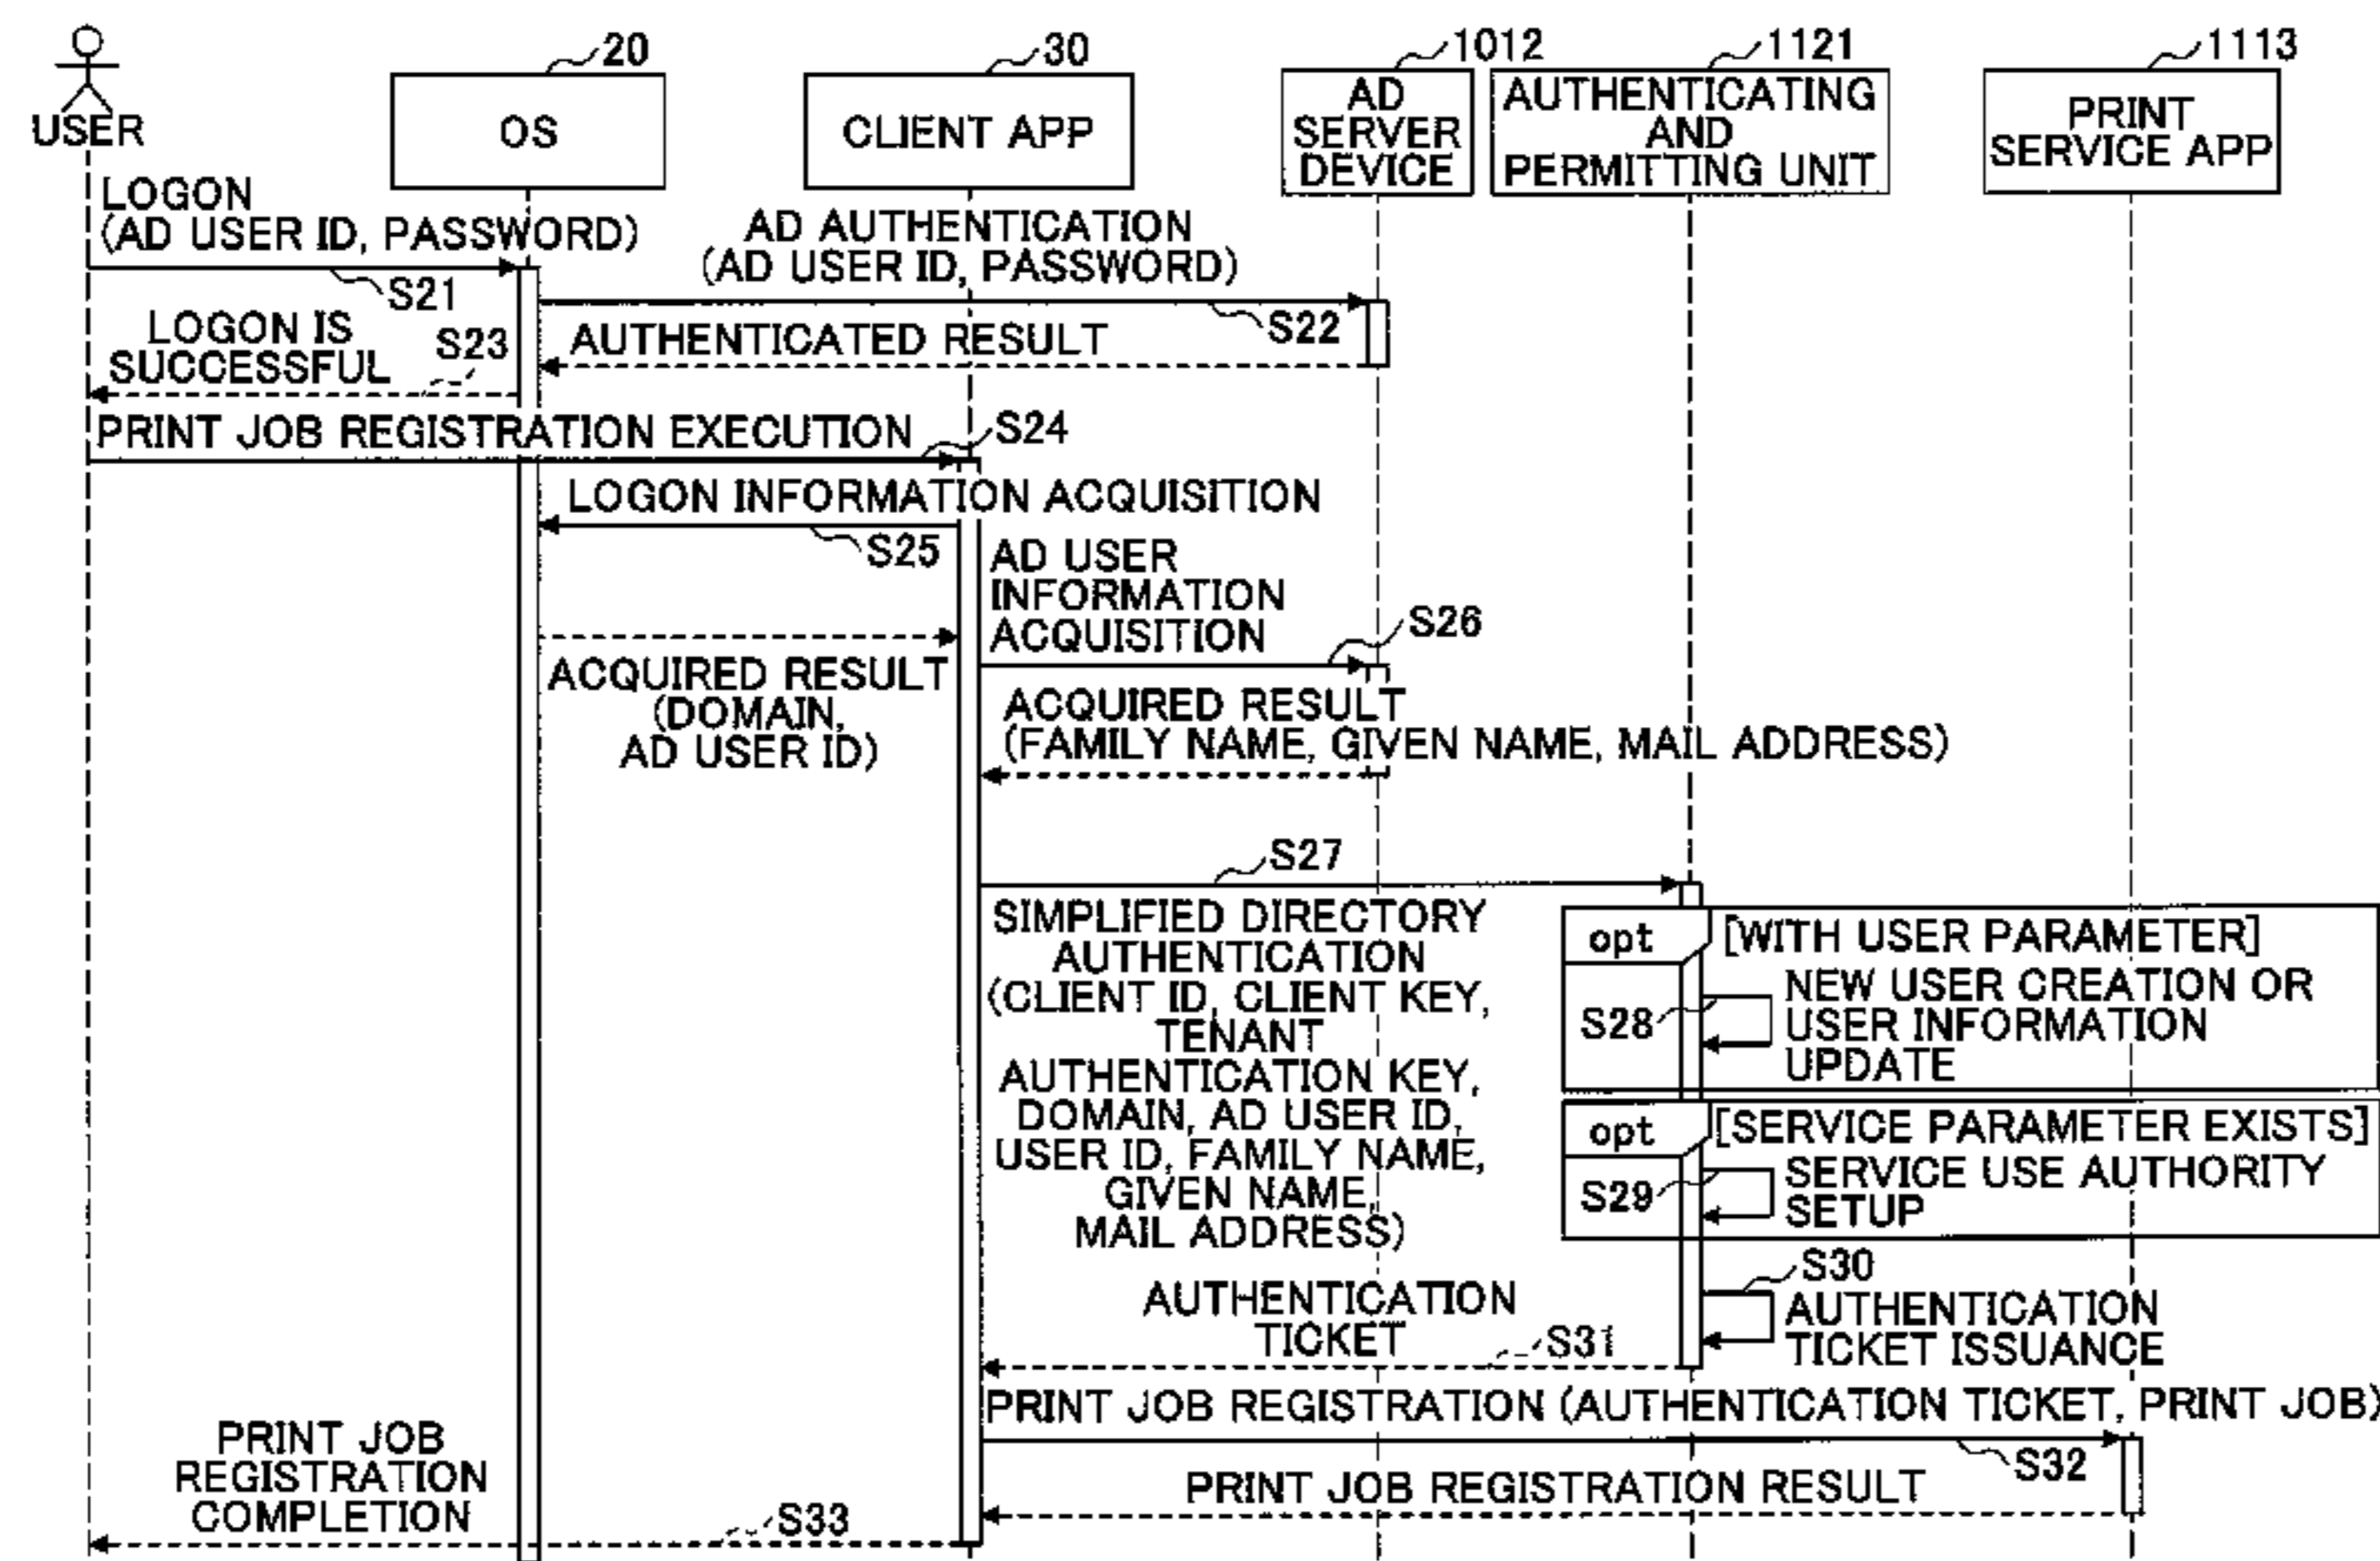 20
30
1012
1121
1113
USER
OS
CLIENT APP
AD
SERVER
DEVICE
AUTHENTICATING
AND
PERMITTING UNIT
PRINT
SERVICE APP
LOGON
(AD USER ID, PASSWORD)
S21
AD AUTHENTICATION
(AD USER ID, PASSWORD)
S22
AUTHENTICATED RESULT
LOGON IS
SUCCESSFUL
S23
PRINT JOB REGISTRATION EXECUTION
S24
LOGON INFORMATION ACQUISITION
S25
ACQUIRED RESULT
(DOMAIN,
AD USER ID)
AD USER
INFORMATION
ACQUISITION
S26
ACQUIRED RESULT
(FAMILY NAME, GIVEN NAME, MAIL ADDRESS)
S27
SIMPLIFIED DIRECTORY
AUTHENTICATION
(CLIENT ID, CLIENT KEY,
TENANT
AUTHENTICATION KEY,
DOMAIN, AD USER ID,
USER ID, FAMILY NAME,
GIVEN NAME,
MAIL ADDRESS)
opt
[WITH USER PARAMETER]
S28
NEW USER CREATION OR
USER INFORMATION
UPDATE
opt
[SERVICE PARAMETER EXISTS]
S29
SERVICE USE AUTHORITY
SETUP
S30
AUTHENTICATION
TICKET ISSUANCE
AUTHENTICATION
TICKET
S31
PRINT JOB REGISTRATION (AUTHENTICATION TICKET, PRINT JOB)
S32
PRINT JOB REGISTRATION RESULT
PRINT JOB
REGISTRATION
COMPLETION
S33